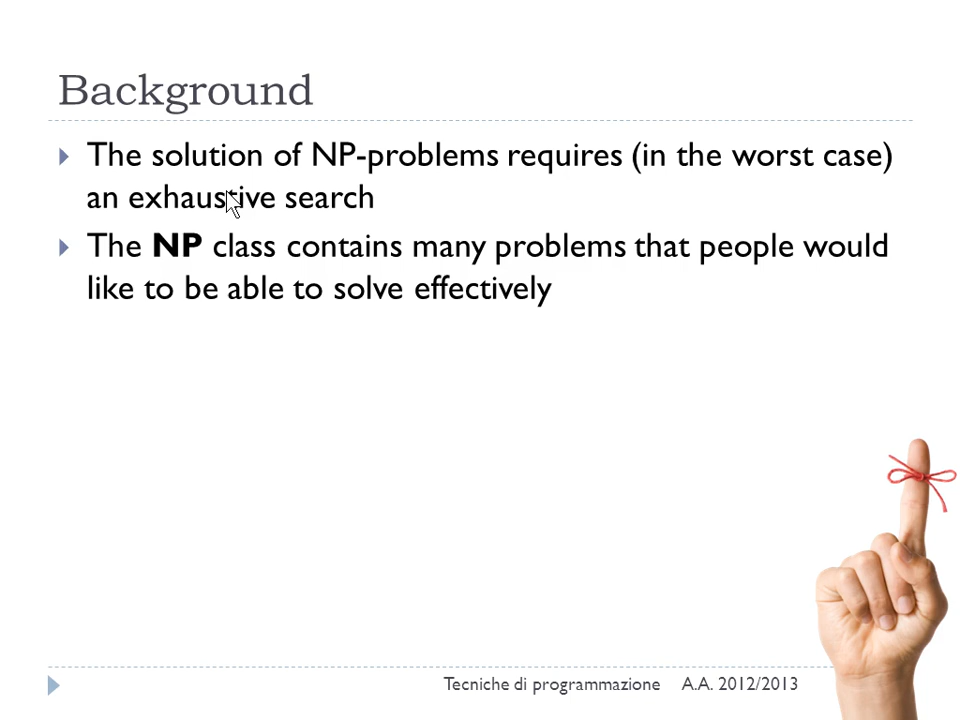 Background
The solution of NP-problems requires (in the worst case)
an exhaustive search
The NP class contains many problems that people would
like to be able to solve effectively
Tecniche di programmazione A.A. 2012/2013